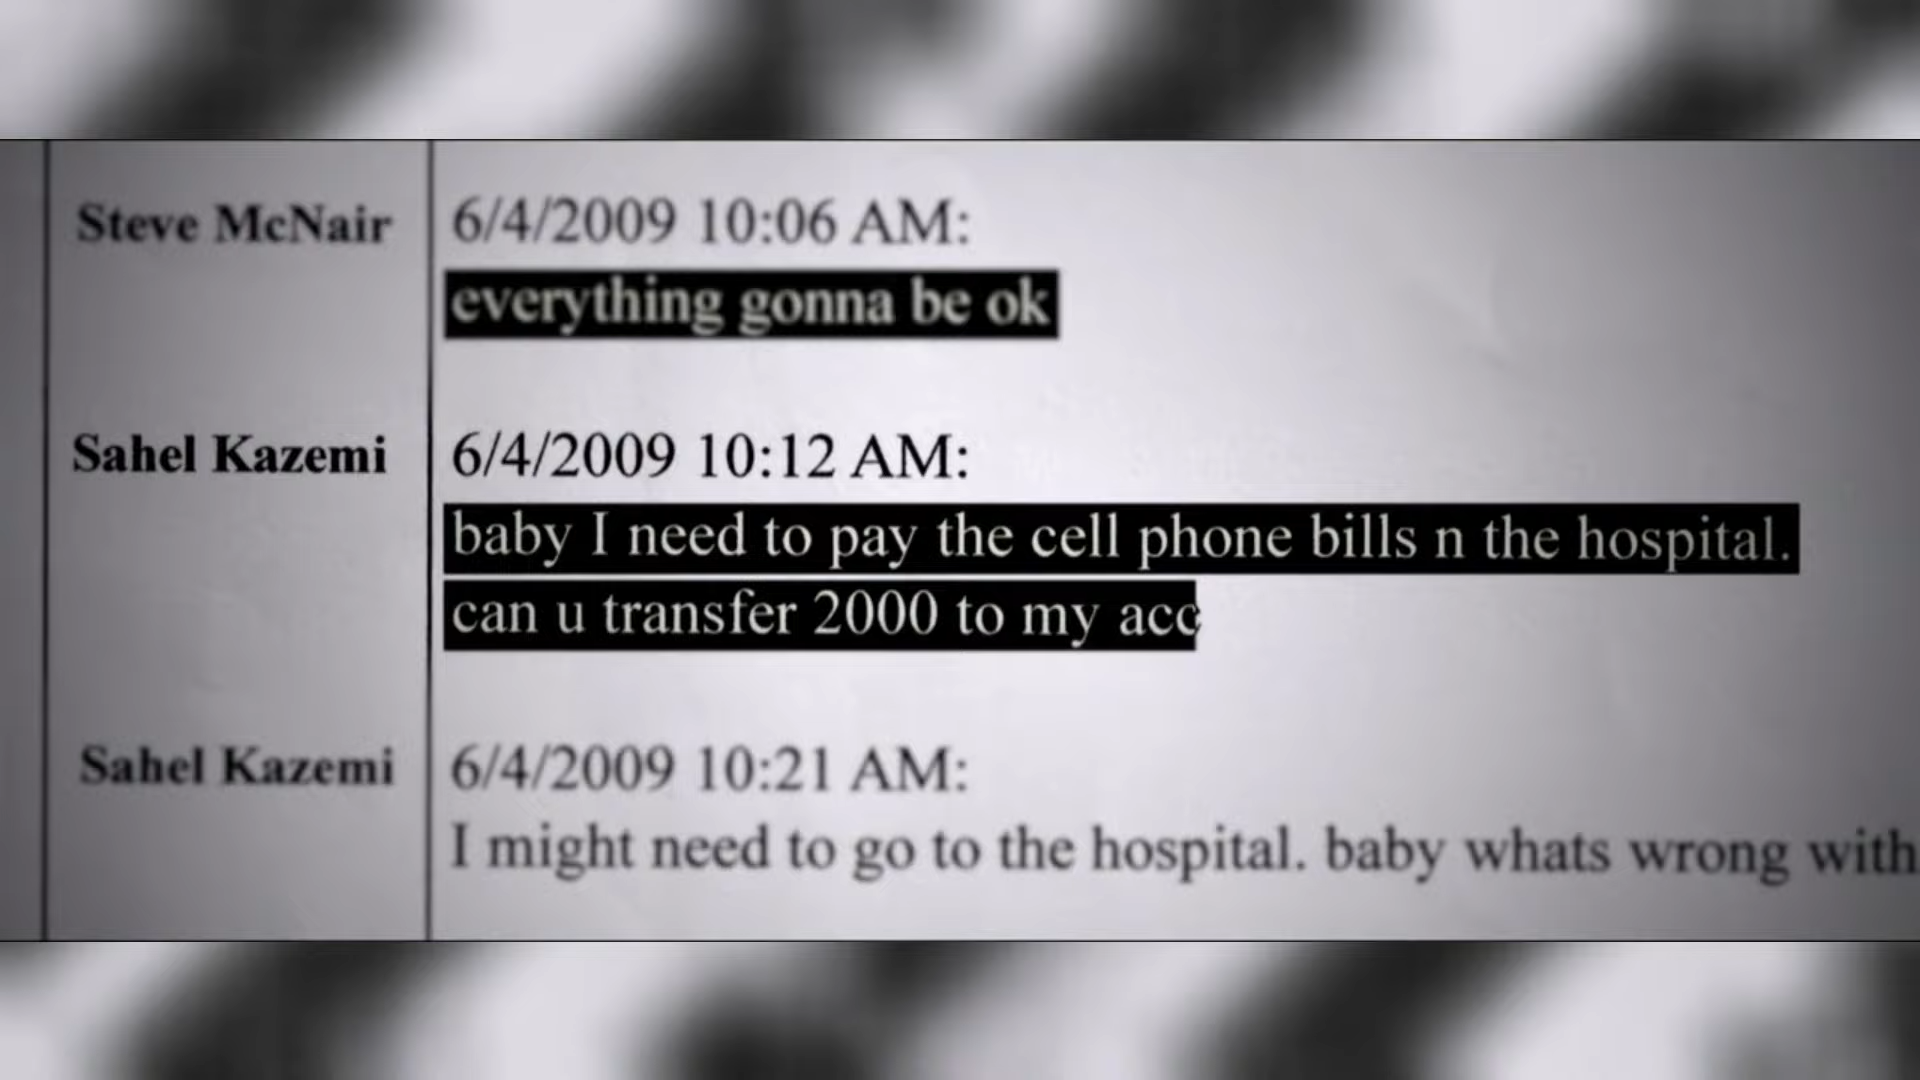 Steve McNair
6/4/2009 10:06 AM:
everything gonna be ok
Sahel Kazemi
6/4/2009 10:12 AM:
baby I need to pay the cell phone bills n the hospital.
can u transfer 2000 to my acc
Sahel Kazemi
6/4/2009 10:21 AM:
I might need to go to the hospital. baby whats wrong with